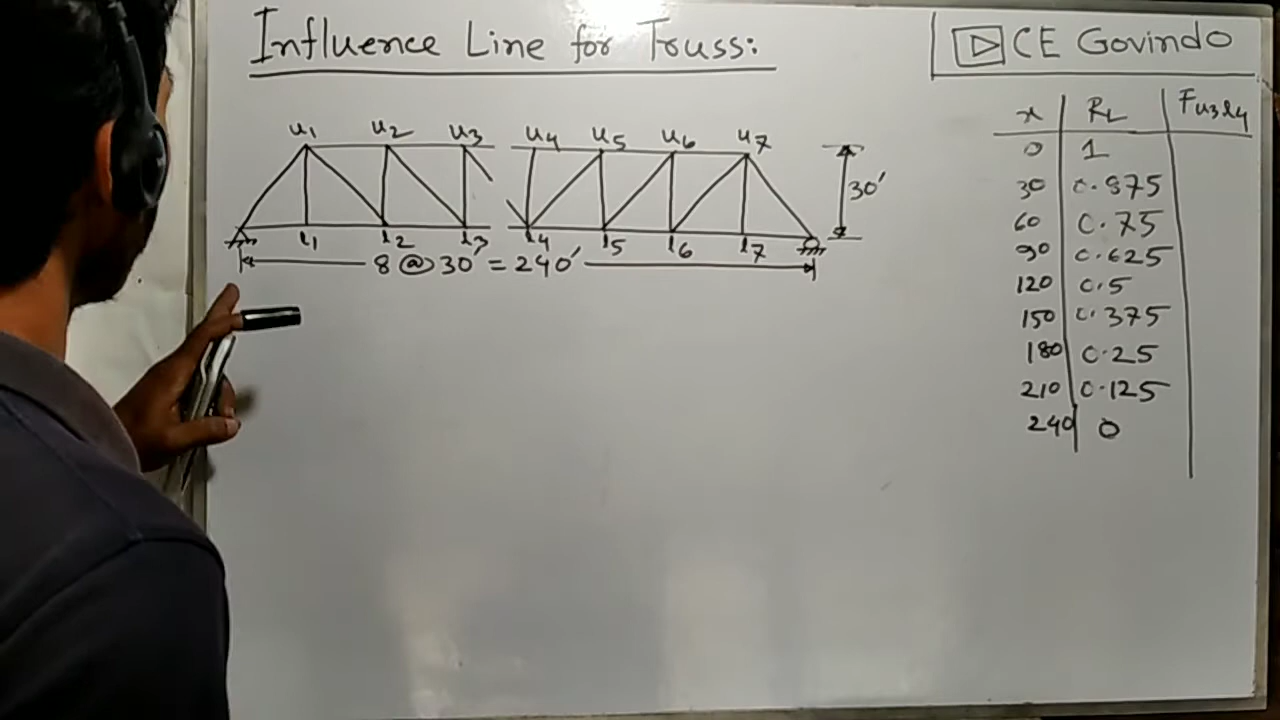 Influence Line for Truss:
CE Govindo
u1 u2 u3 u4 u5 u6 u7
30'
l1 l2 l3 l4 l5 l6 l7
8 @ 30' = 240'
x RL Fu3l4
0 1
30 0.875
60 0.75
90 0.625
120 0.5
150 0.375
180 0.25
210 0.125
240 0